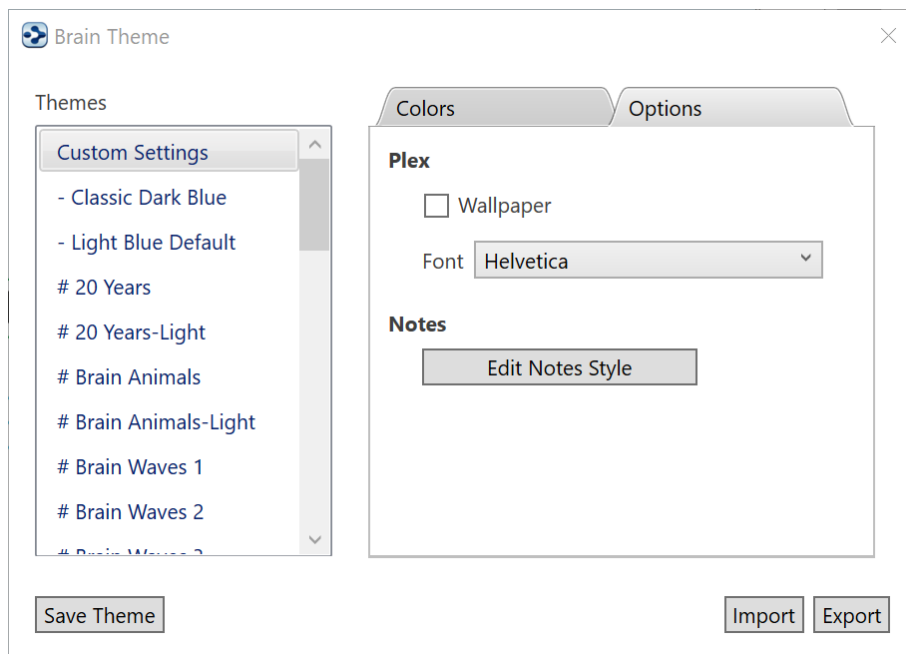 Brain Theme
Themes
Custom Settings
- Classic Dark Blue
- Light Blue Default
# 20 Years
# 20 Years-Light
# Brain Animals
# Brain Animals-Light
# Brain Waves 1
# Brain Waves 2
Colors
Options
Plex
Wallpaper
Font Helvetica
Notes
Edit Notes Style
Save Theme
Import Export